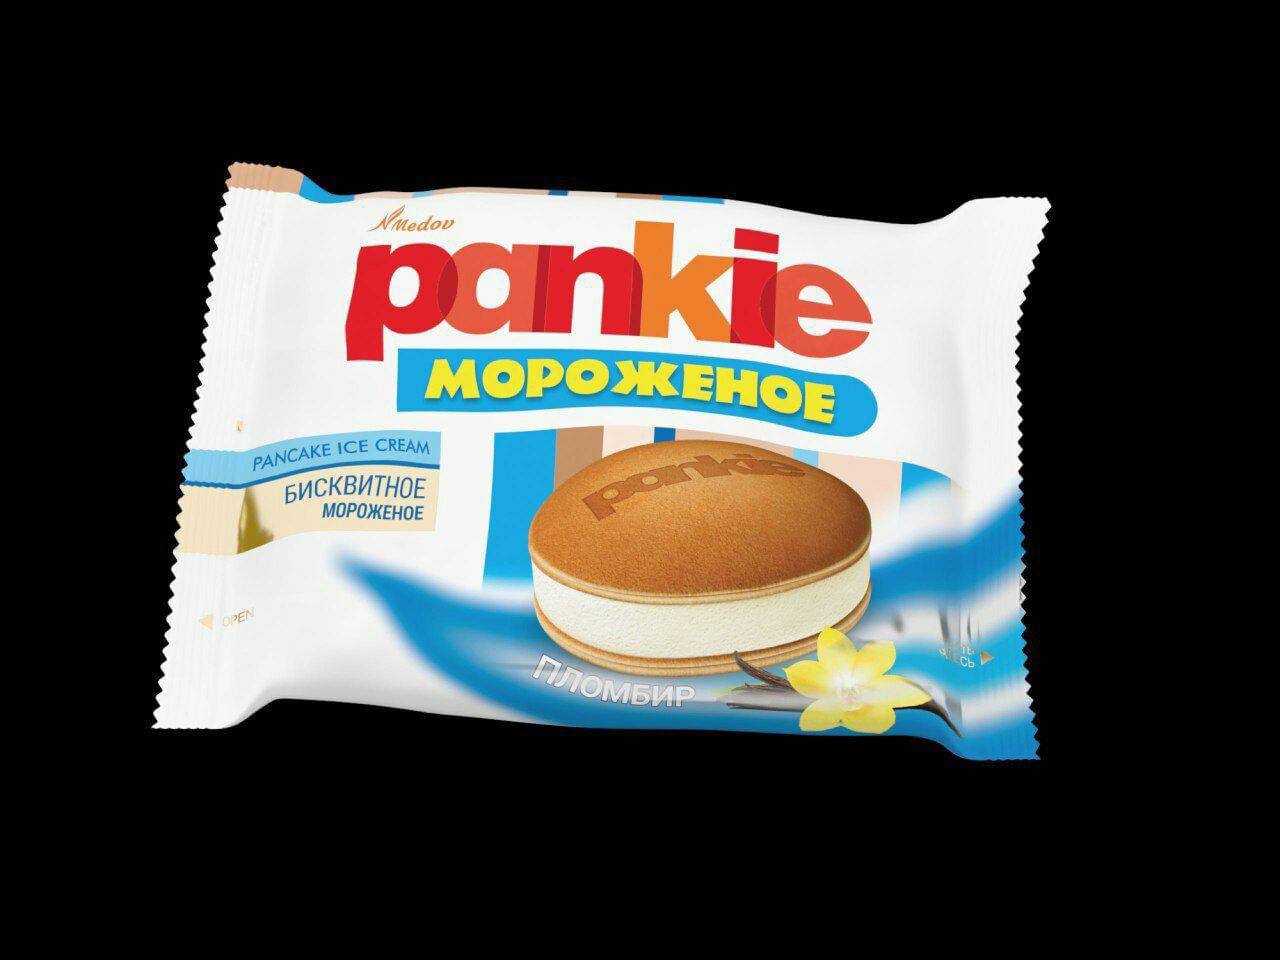 Medov
pankie
МОРОЖЕНОЕ
PANCAKE ICE CREAM
БИСКВИТНОЕ
МОРОЖЕНОЕ
pankie
OPEN
ПЛОМБИР